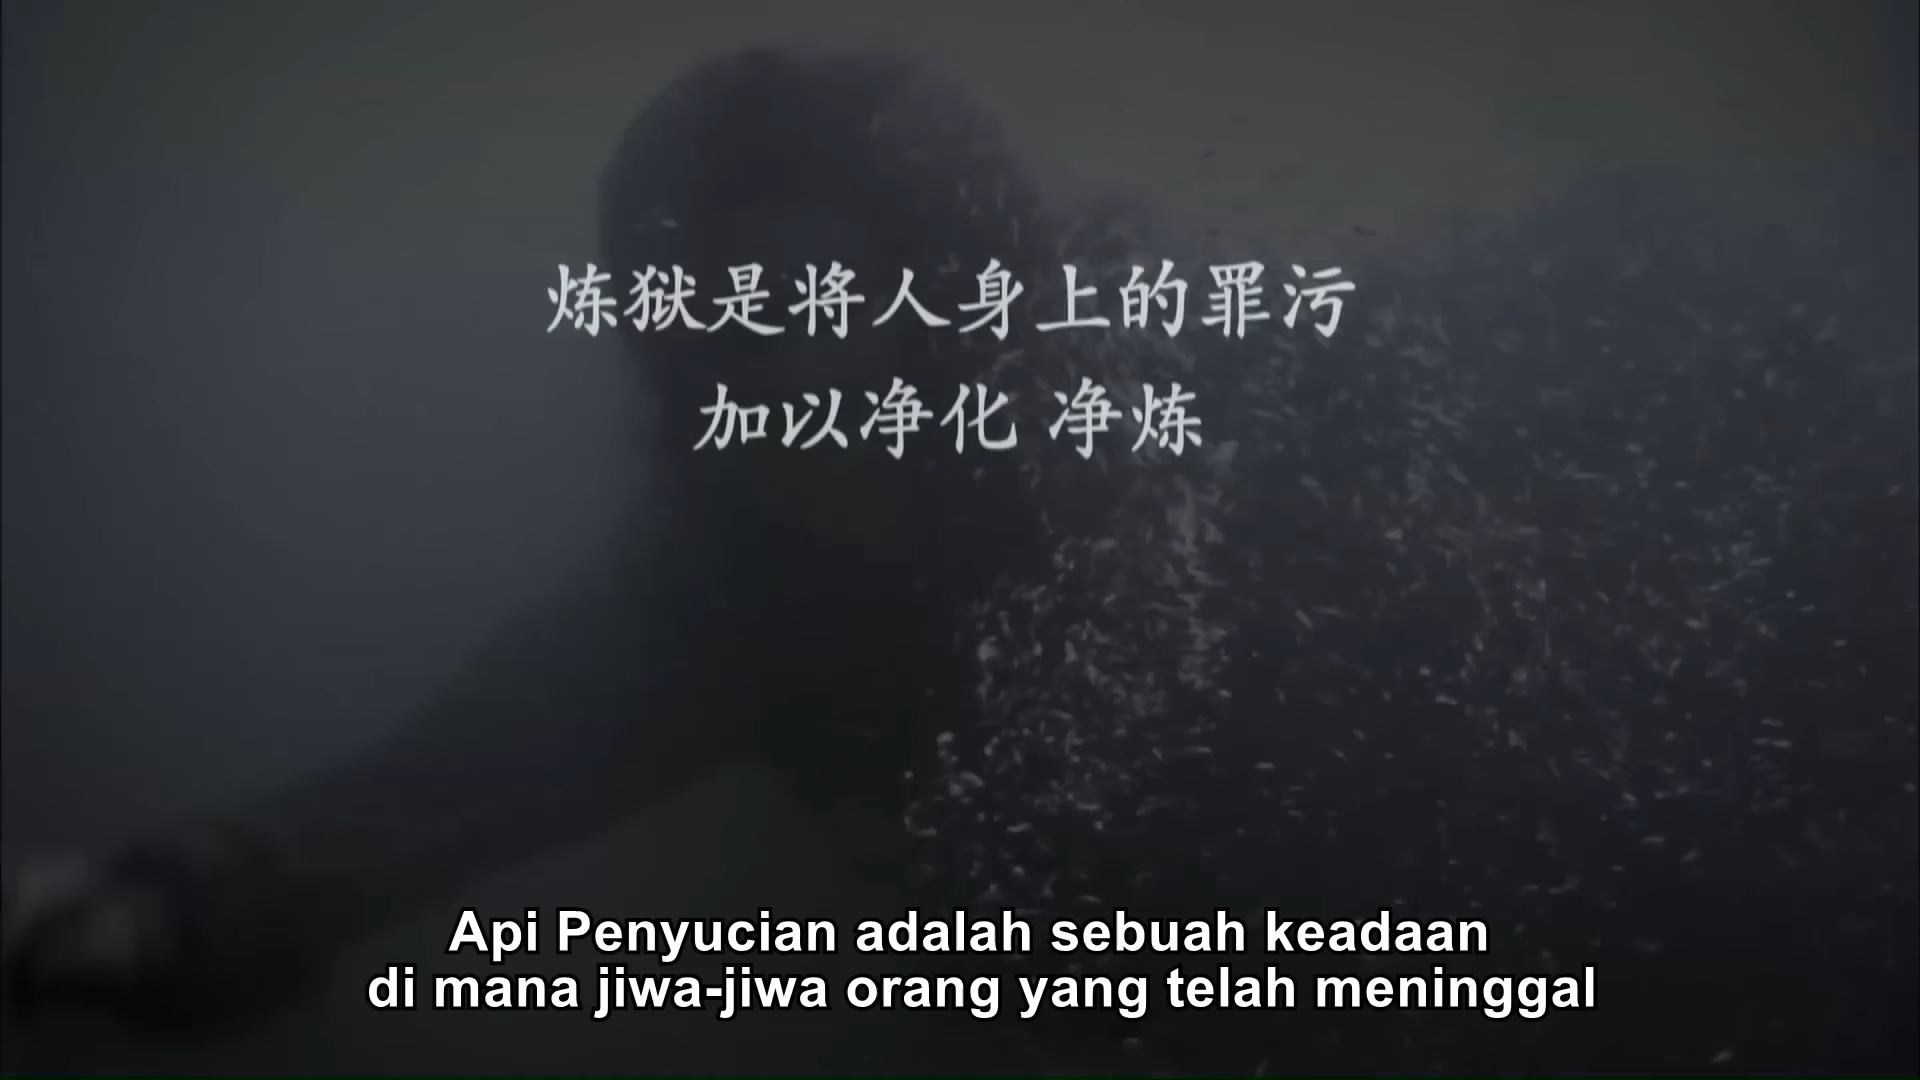 炼狱是将人身上的罪污
加以净化 净炼
Api Penyucian adalah sebuah keadaan
di mana jiwa-jiwa orang yang telah meninggal